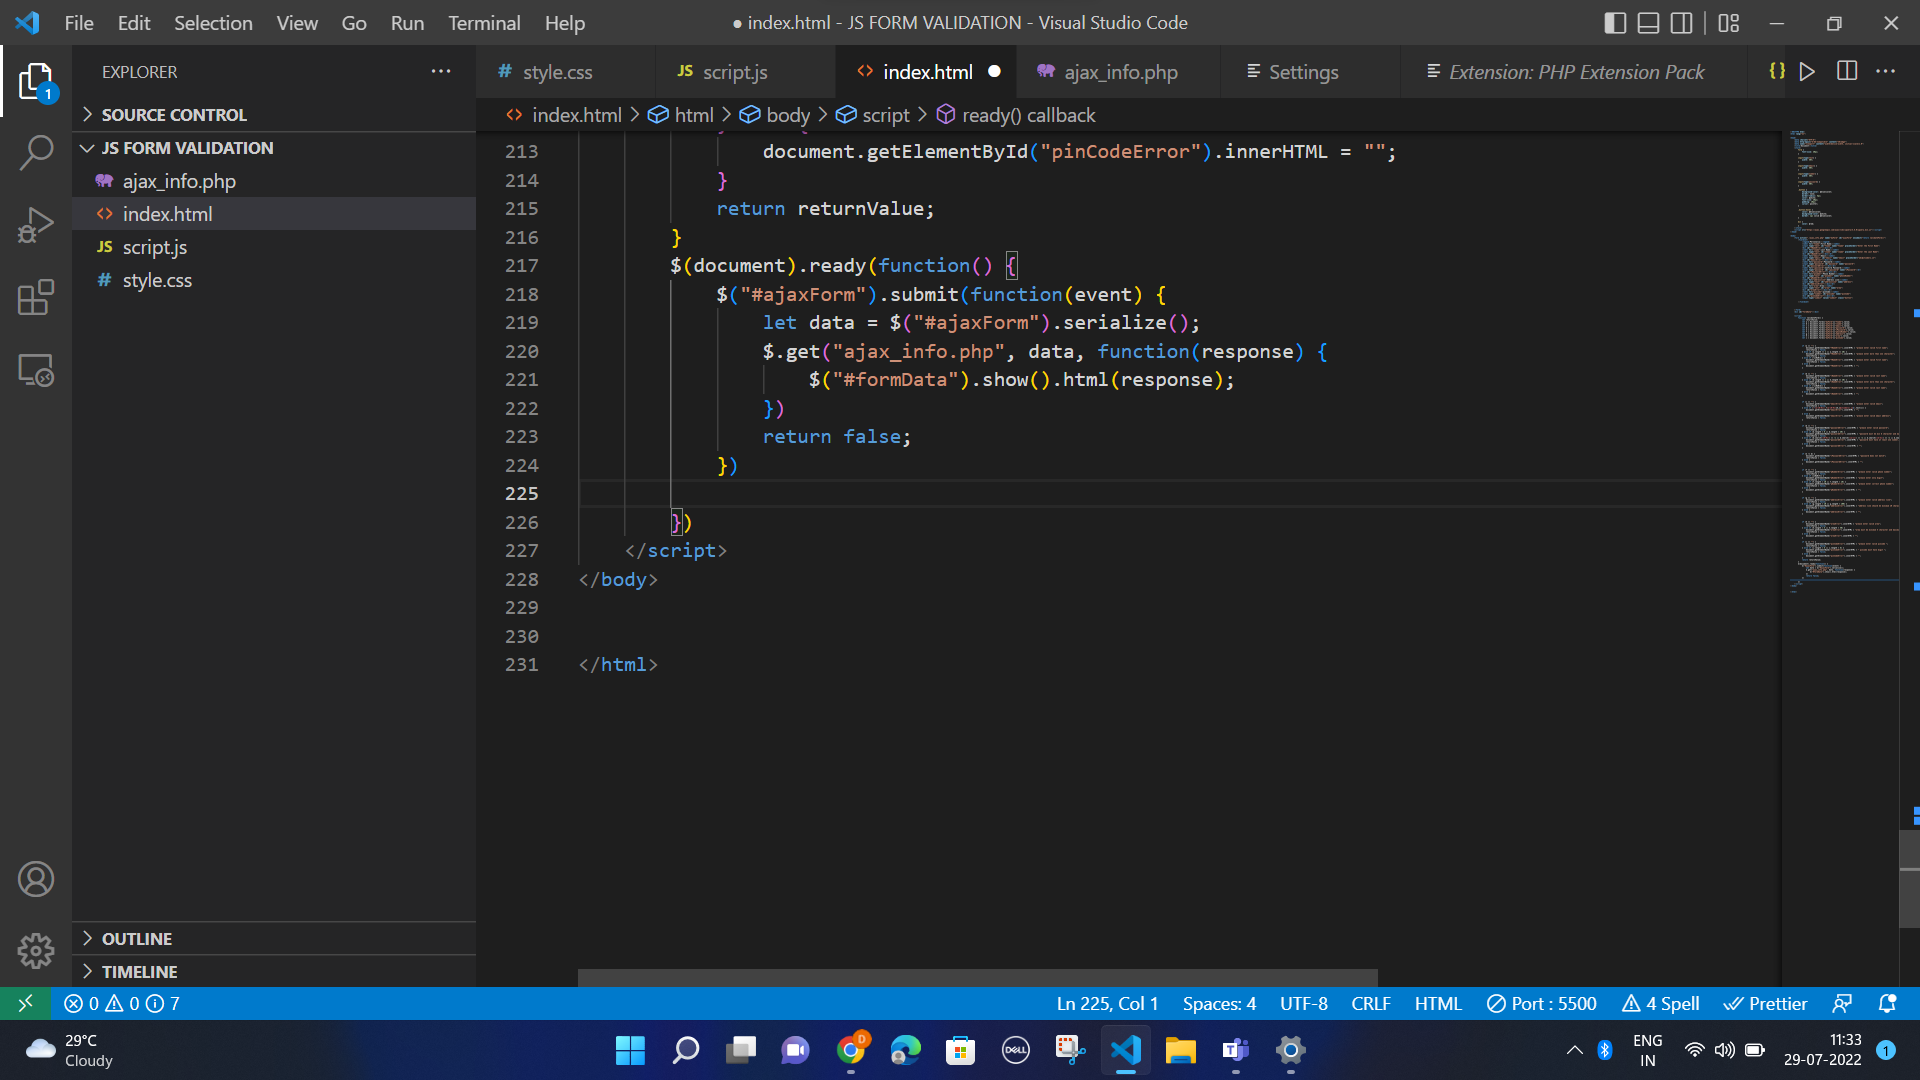 File Edit Selection View Go Run Terminal Help
● index.html - JS FORM VALIDATION - Visual Studio Code
EXPLORER
SOURCE CONTROL
JS FORM VALIDATION
ajax_info.php
index.html
JS script.js
# style.css
OUTLINE
TIMELINE
1
# style.css
JS script.js
index.html
ajax_info.php
Settings
Extension: PHP Extension Pack
index.html > html > body > script > ready() callback
213 document.getElementById("pinCodeError").innerHTML = "";
214 }
215 return returnValue;
216 }
217 $(document).ready(function() {
218 $("#ajaxForm").submit(function(event) {
219 let data = $("#ajaxForm").serialize();
220 $.get("ajax_info.php", data, function(response) {
221 $("#formData").show().html(response);
222 })
223 return false;
224 })
225
226 })
227 </script>
228 </body>
229
230
231 </html>
0 0 7
Ln 225, Col 1 Spaces: 4 UTF-8 CRLF HTML Port : 5500 4 Spell Prettier
29°C
Cloudy
D
DELL
ENG
IN
11:33
29-07-2022
1